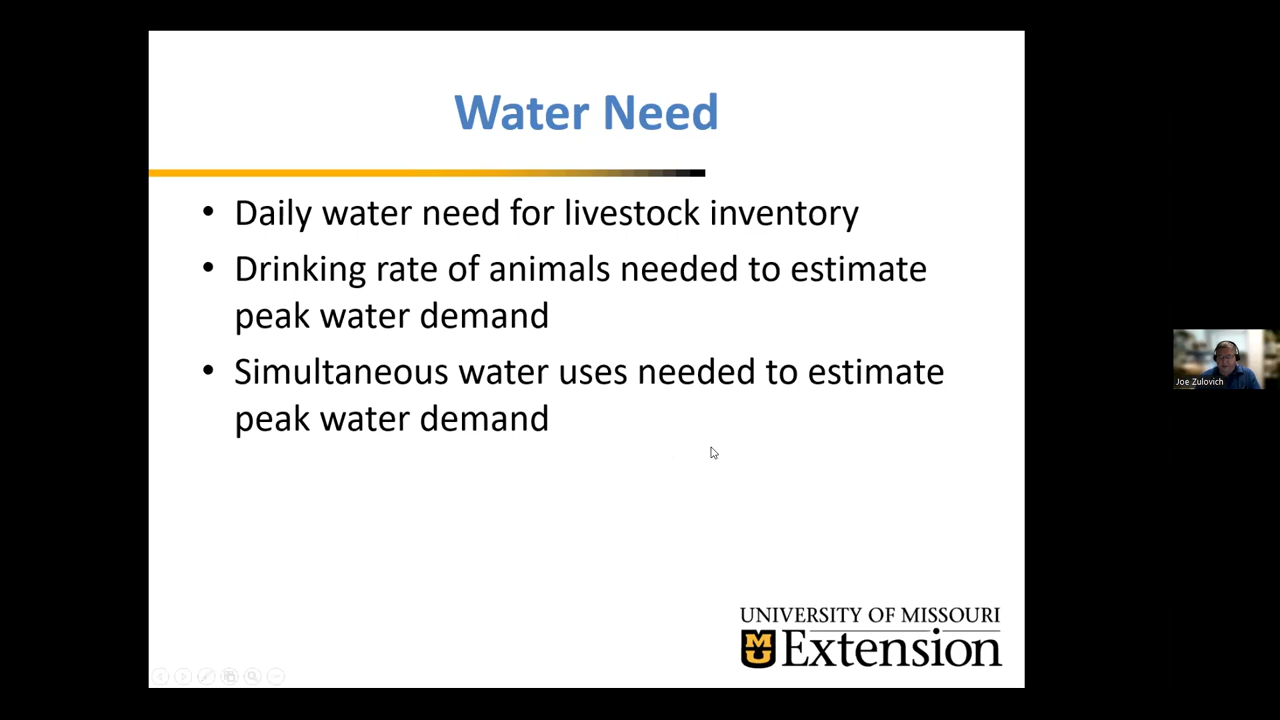 Water Need
• Daily water need for livestock inventory
• Drinking rate of animals needed to estimate
peak water demand
• Simultaneous water uses needed to estimate
peak water demand
Joe Zulovich
UNIVERSITY OF MISSOURI
MU Extension